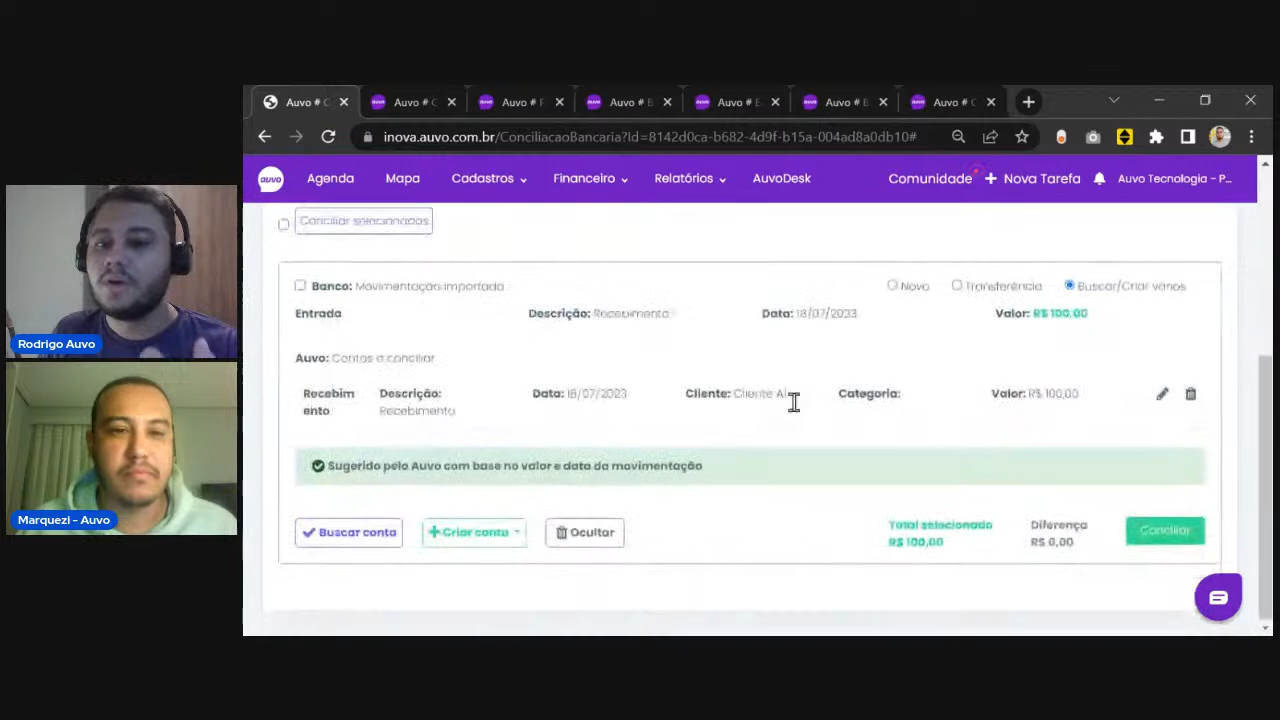 Auvo # C
Auvo # C
Auvo # F
Auvo # B
Auvo # E
Auvo # B
Auvo # C
inova.auvo.com.br/ConciliacaoBancaria?Id=8142d0ca-b682-4d9f-b15a-004ad8a0db10#
auvo
Agenda
Mapa
Cadastros
Financeiro
Relatórios
AuvoDesk
Comunidade
Nova Tarefa
Auvo Tecnologia - P...
Conciliar selecionados
Banco: Movimentação importada
Novo
Transferência
Buscar/Criar vários
Entrada
Descrição: Recebimento
Data: 18/07/2023
Valor: R$ 100,00
Auvo: Contas a conciliar
Recebim
ento
Descrição:
Recebimento
Data: 18/07/2023
Cliente: Cliente Al
Categoria:
Valor: R$ 100,00
Sugerido pelo Auvo com base no valor e data da movimentação
Buscar conta
Criar conta
Ocultar
Total selecionado
R$ 100,00
Diferença
R$ 0,00
Conciliar
Rodrigo Auvo
Marquezi - Auvo